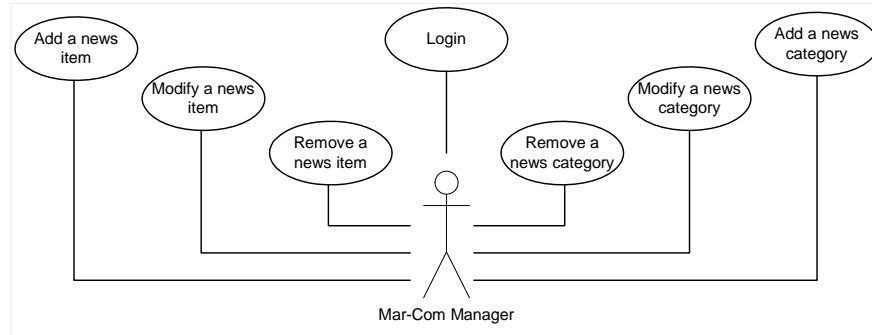 Add a news
item
Login
Add a news
category
Modify a news
item
Modify a news
category
Remove a
news item
Remove a
news category
Mar-Com Manager